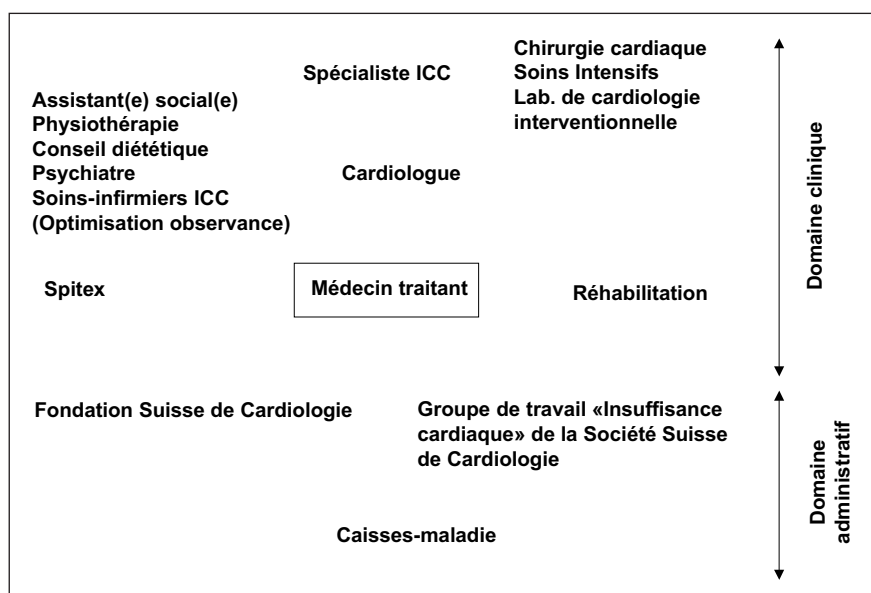 Spécialiste ICC
Chirurgie cardiaque
Soins Intensifs
Lab. de cardiologie
interventionnelle
Assistant(e) social(e)
Physiothérapie
Conseil diététique
Psychiatre
Soins-infirmiers ICC
(Optimisation observance)
Cardiologue
Spitex
Médecin traitant
Réhabilitation
Domaine clinique
Fondation Suisse de Cardiologie
Groupe de travail «Insuffisance
cardiaque» de la Société Suisse
de Cardiologie
Caisses-maladie
Domaine
administratif